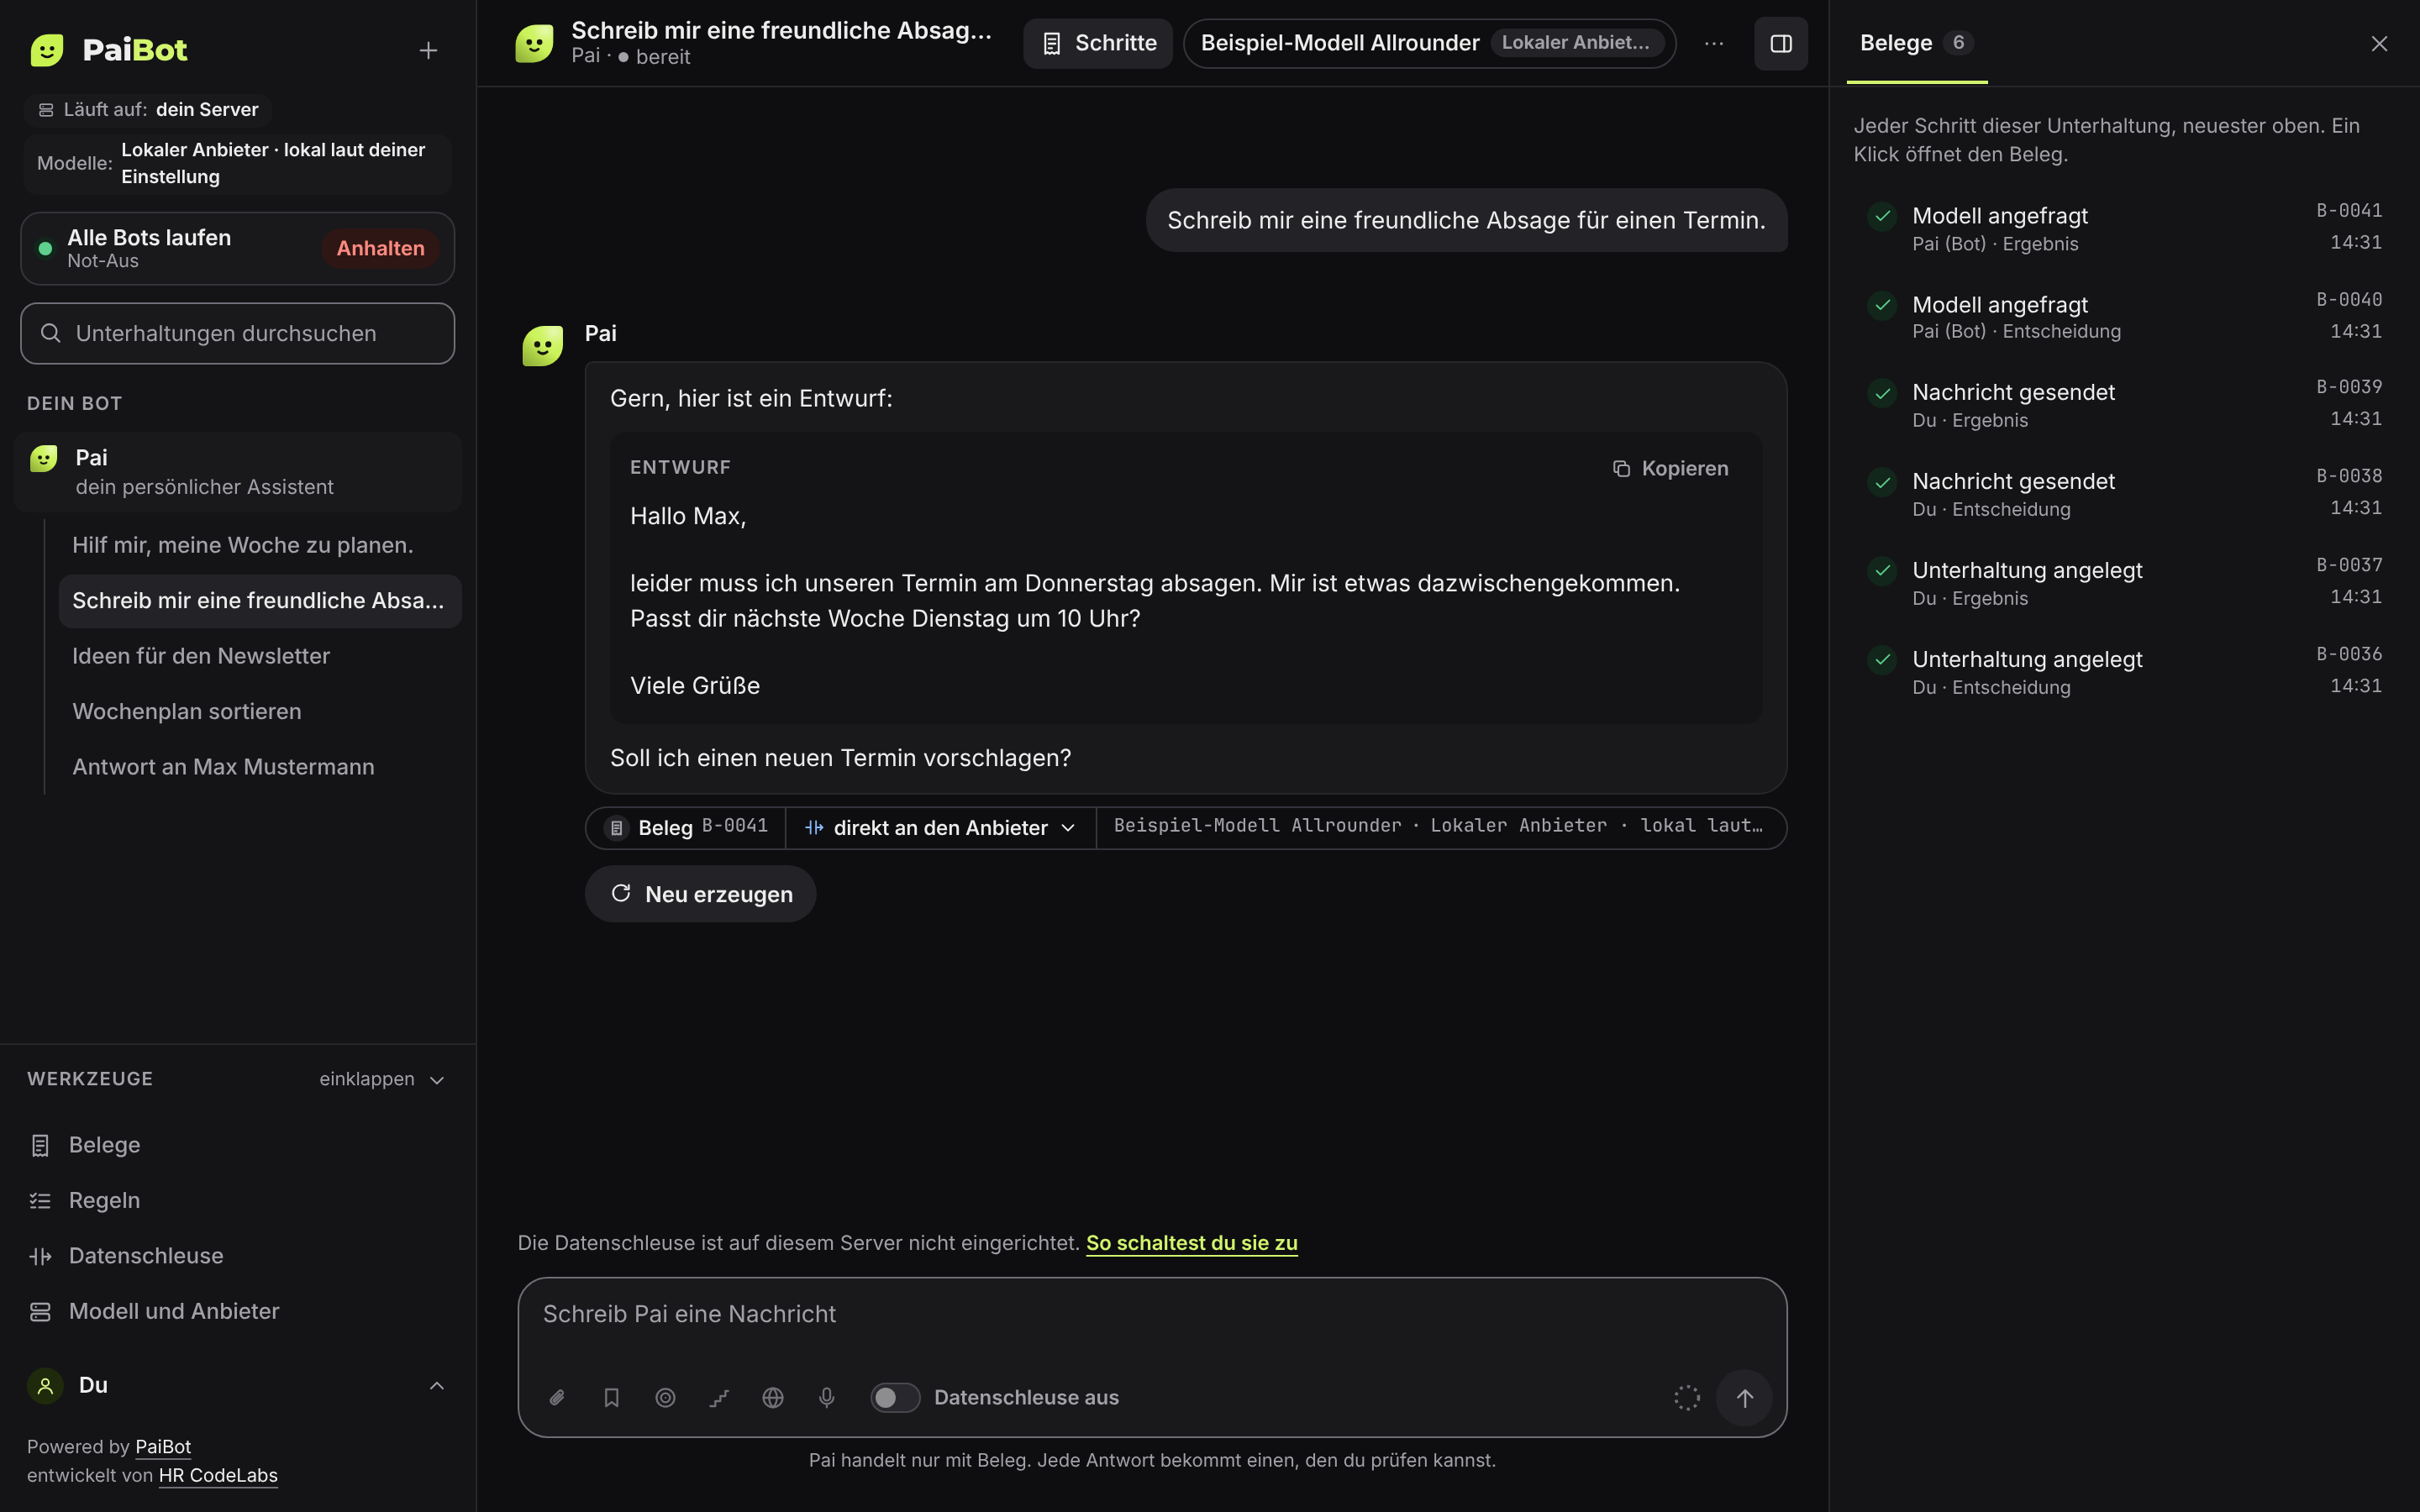 PaiBot
Läuft auf: dein Server
Modelle: Lokaler Anbieter · lokal laut deiner
Einstellung
Alle Bots laufen
Not-Aus
Anhalten
Unterhaltungen durchsuchen
DEIN BOT
Pai
dein persönlicher Assistent
Hilf mir, meine Woche zu planen.
Schreib mir eine freundliche Absa...
Ideen für den Newsletter
Wochenplan sortieren
Antwort an Max Mustermann
WERKZEUGE
einklappen
Belege
Regeln
Datenschleuse
Modell und Anbieter
Du
Powered by PaiBot
entwickelt von HR CodeLabs
Schreib mir eine freundliche Absag...
Pai · bereit
Schritte
Beispiel-Modell Allrounder Lokaler Anbiet...
Schreib mir eine freundliche Absage für einen Termin.
Pai
Gern, hier ist ein Entwurf:
ENTWURF
Kopieren
Hallo Max,
leider muss ich unseren Termin am Donnerstag absagen. Mir ist etwas dazwischengekommen.
Passt dir nächste Woche Dienstag um 10 Uhr?
Viele Grüße
Soll ich einen neuen Termin vorschlagen?
Beleg B-0041
direkt an den Anbieter
Beispiel-Modell Allrounder · Lokaler Anbieter · lokal laut…
Neu erzeugen
Die Datenschleuse ist auf diesem Server nicht eingerichtet. So schaltest du sie zu
Schreib Pai eine Nachricht
Datenschleuse aus
Pai handelt nur mit Beleg. Jede Antwort bekommt einen, den du prüfen kannst.
Belege 6
Jeder Schritt dieser Unterhaltung, neuester oben. Ein
Klick öffnet den Beleg.
Modell angefragt B-0041
Pai (Bot) · Ergebnis 14:31
Modell angefragt B-0040
Pai (Bot) · Entscheidung 14:31
Nachricht gesendet B-0039
Du · Ergebnis 14:31
Nachricht gesendet B-0038
Du · Entscheidung 14:31
Unterhaltung angelegt B-0037
Du · Ergebnis 14:31
Unterhaltung angelegt B-0036
Du · Entscheidung 14:31